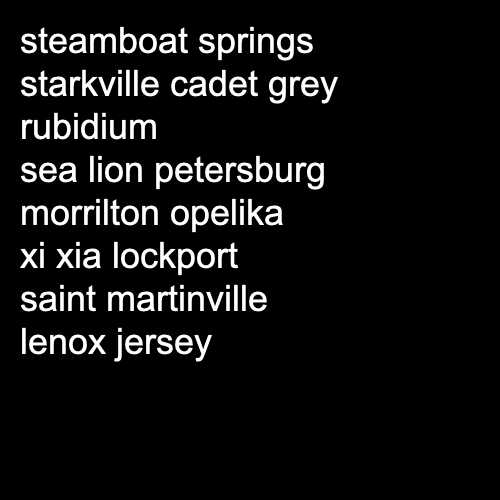 steamboat springs
starkville cadet grey
rubidium
sea lion petersburg
morrilton opelika
xi xia lockport
saint martinville
lenox jersey